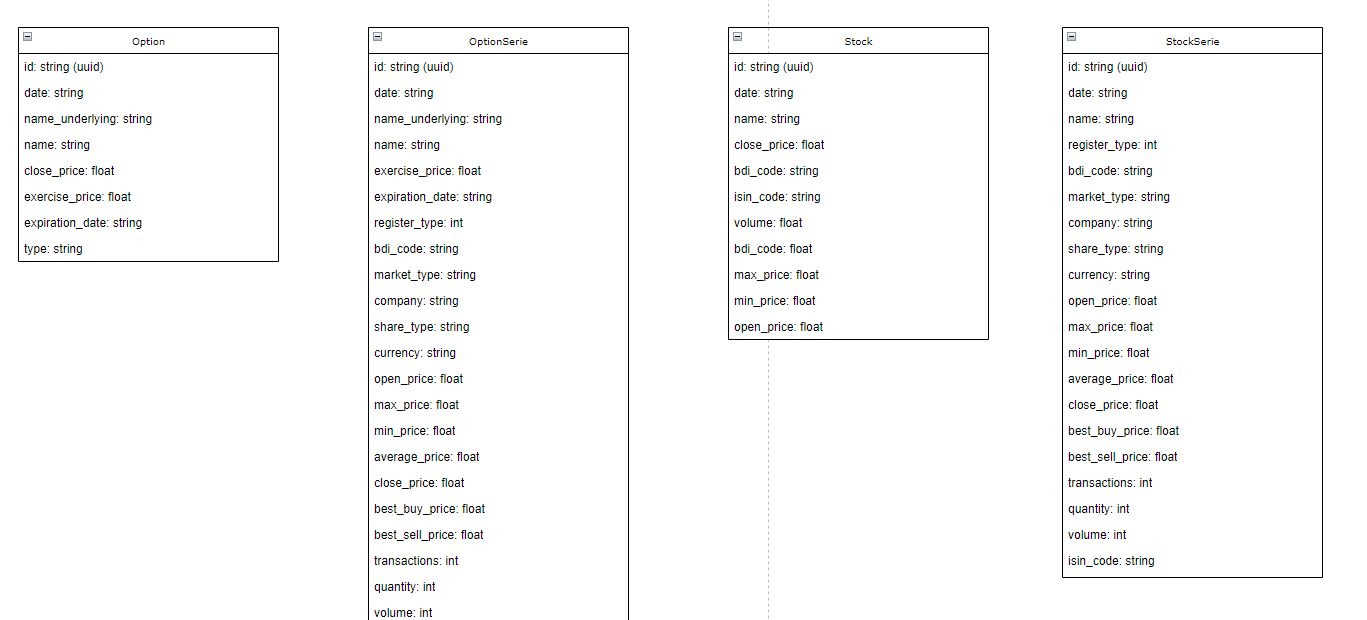 Option
id: string (uuid)
date: string
name_underlying: string
name: string
close_price: float
exercise_price: float
expiration_date: string
type: string
OptionSerie
id: string (uuid)
date: string
name_underlying: string
name: string
exercise_price: float
expiration_date: string
register_type: int
bdi_code: string
market_type: string
company: string
share_type: string
currency: string
open_price: float
max_price: float
min_price: float
average_price: float
close_price: float
best_buy_price: float
best_sell_price: float
transactions: int
quantity: int
volume: int
Stock
id: string (uuid)
date: string
name: string
close_price: float
bdi_code: string
isin_code: string
volume: float
bdi_code: float
max_price: float
min_price: float
open_price: float
StockSerie
id: string (uuid)
date: string
name: string
register_type: int
bdi_code: string
market_type: string
company: string
share_type: string
currency: string
open_price: float
max_price: float
min_price: float
average_price: float
close_price: float
best_buy_price: float
best_sell_price: float
transactions: int
quantity: int
volume: int
isin_code: string